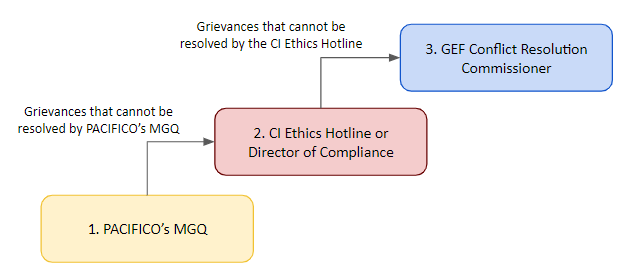 Grievances that cannot be
resolved by the CI Ethics Hotline
3. GEF Conflict Resolution
Commissioner
Grievances that cannot be
resolved by PACIFICO's MGQ
2. CI Ethics Hotline or
Director of Compliance
1. PACIFICO's MGQ